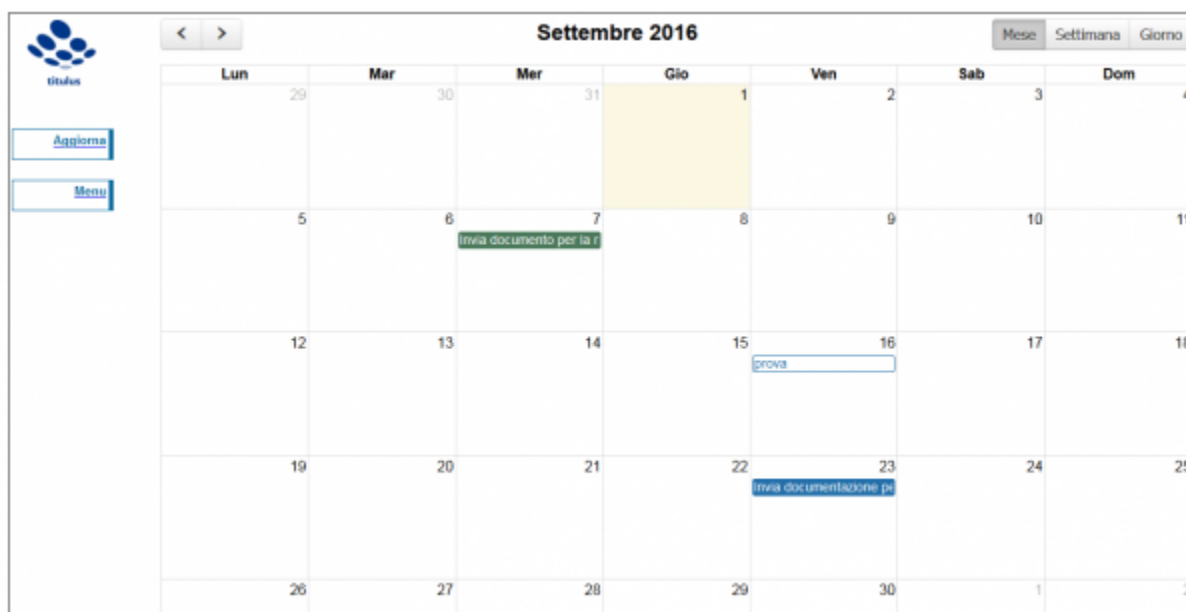 titulus
Aggiorna
Menu
Settembre 2016
Mese Settimana Giorno
Lun Mar Mer Gio Ven Sab Dom
29 30 31 1 2 3 4
5 6 7 8 9 10
Invia documento per la r
12 13 14 15 16 17 18
prova
19 20 21 22 23 24 25
Invia documentazione pe
26 27 28 29 30 1